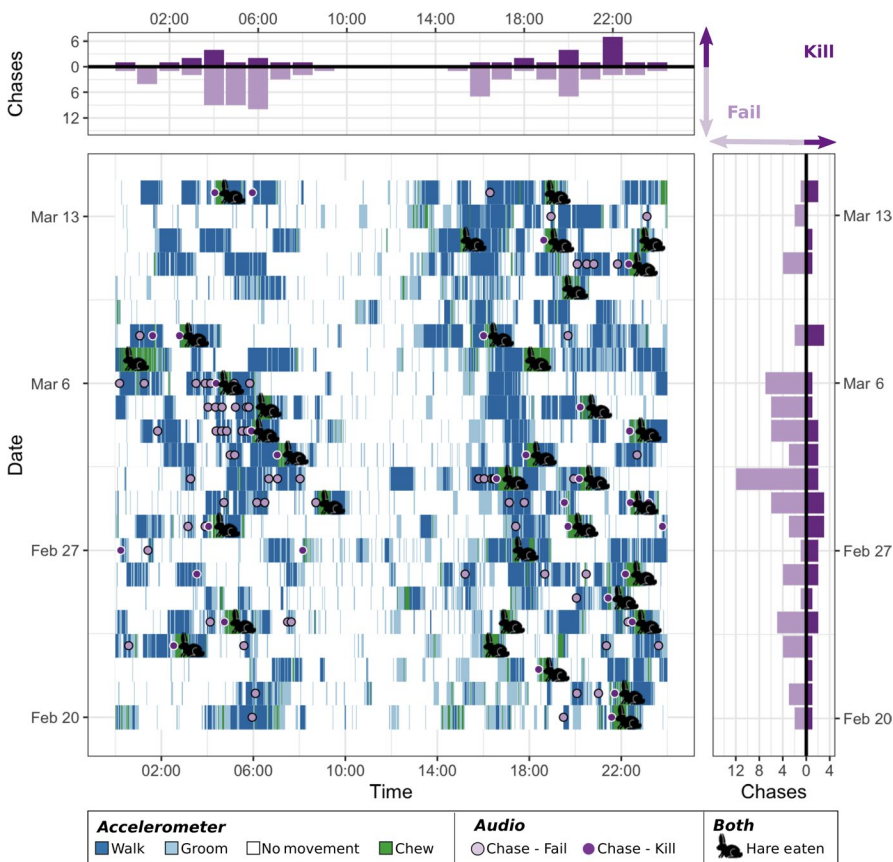 02:00 06:00 10:00 14:00 18:00 22:00
6
0
6
12
Chases
Kill
Fail
Mar 13
Mar 6
Feb 27
Feb 20
Date
Mar 13
Mar 6
Feb 27
Feb 20
02:00 06:00 10:00 14:00 18:00 22:00
Time
12 8 4 0 4
Chases
Accelerometer
Walk Groom No movement Chew
Audio
Chase - Fail Chase - Kill
Both
Hare eaten